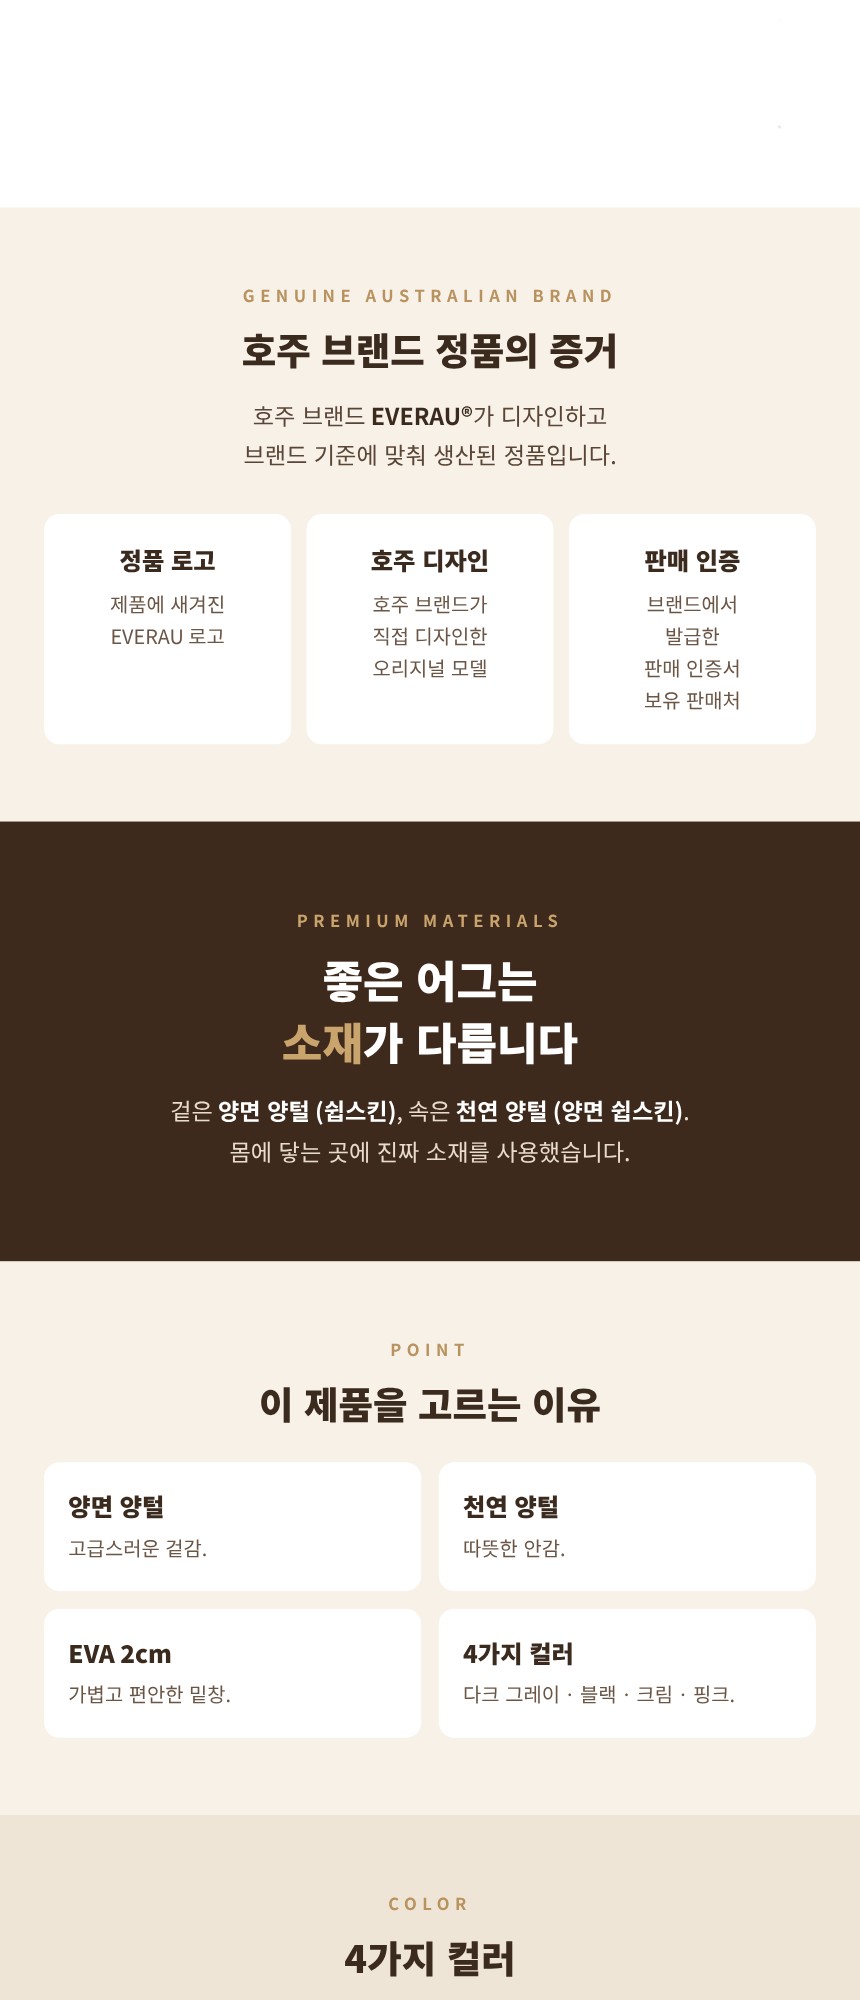 GENUINE AUSTRALIAN BRAND
호주 브랜드 정품의 증거
호주 브랜드 EVERAU®가 디자인하고
브랜드 기준에 맞춰 생산된 정품입니다.
정품 로고
제품에 새겨진
EVERAU 로고
호주 디자인
호주 브랜드가
직접 디자인한
오리지널 모델
판매 인증
브랜드에서
발급한
판매 인증서
보유 판매처
PREMIUM MATERIALS
좋은 어그는
소재가 다릅니다
겉은 양면 양털 (쉽스킨), 속은 천연 양털 (양면 쉽스킨).
몸에 닿는 곳에 진짜 소재를 사용했습니다.
POINT
이 제품을 고르는 이유
양면 양털
고급스러운 겉감.
천연 양털
따뜻한 안감.
EVA 2cm
가볍고 편안한 밑창.
4가지 컬러
다크 그레이 · 블랙 · 크림 · 핑크.
COLOR
4가지 컬러